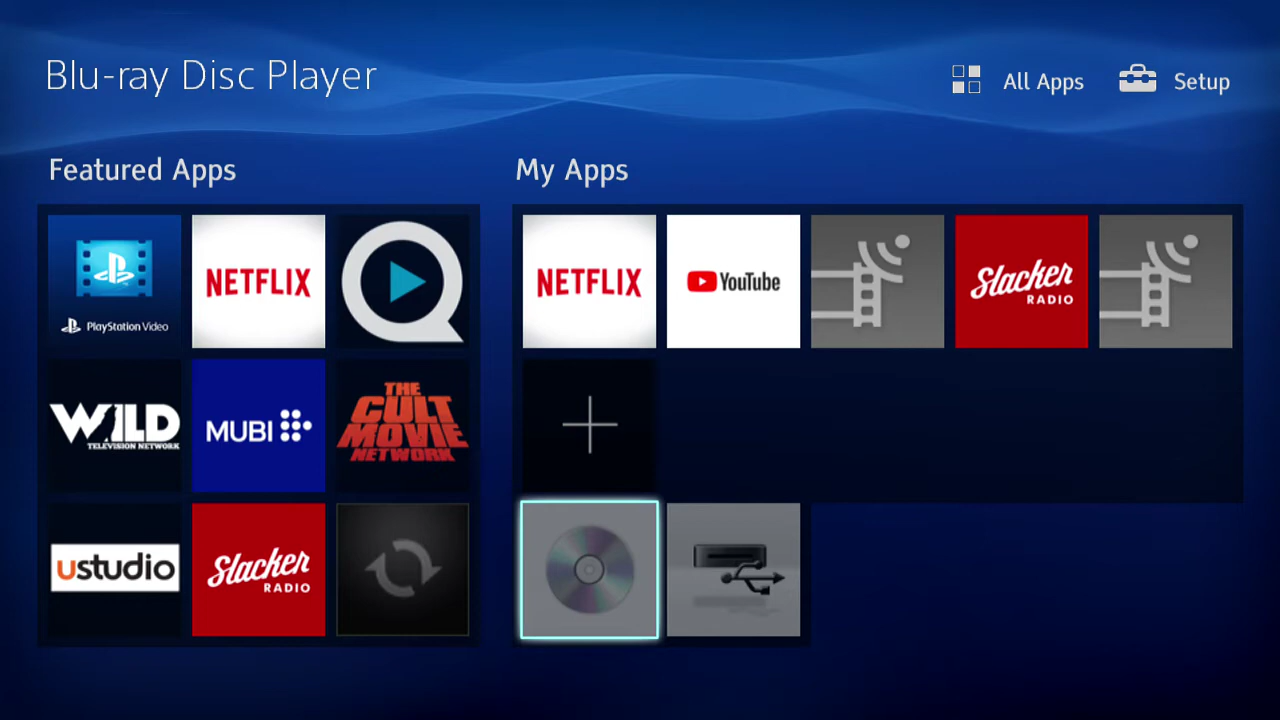 Blu-ray Disc Player
All Apps
Setup
Featured Apps
My Apps
PlayStation Video
NETFLIX
NETFLIX
YouTube
Slacker
RADIO
WILD
TELEVISION NETWORK
MUBI
THE
CULT
MOVIE
NETWORK
ustudio
Slacker
RADIO